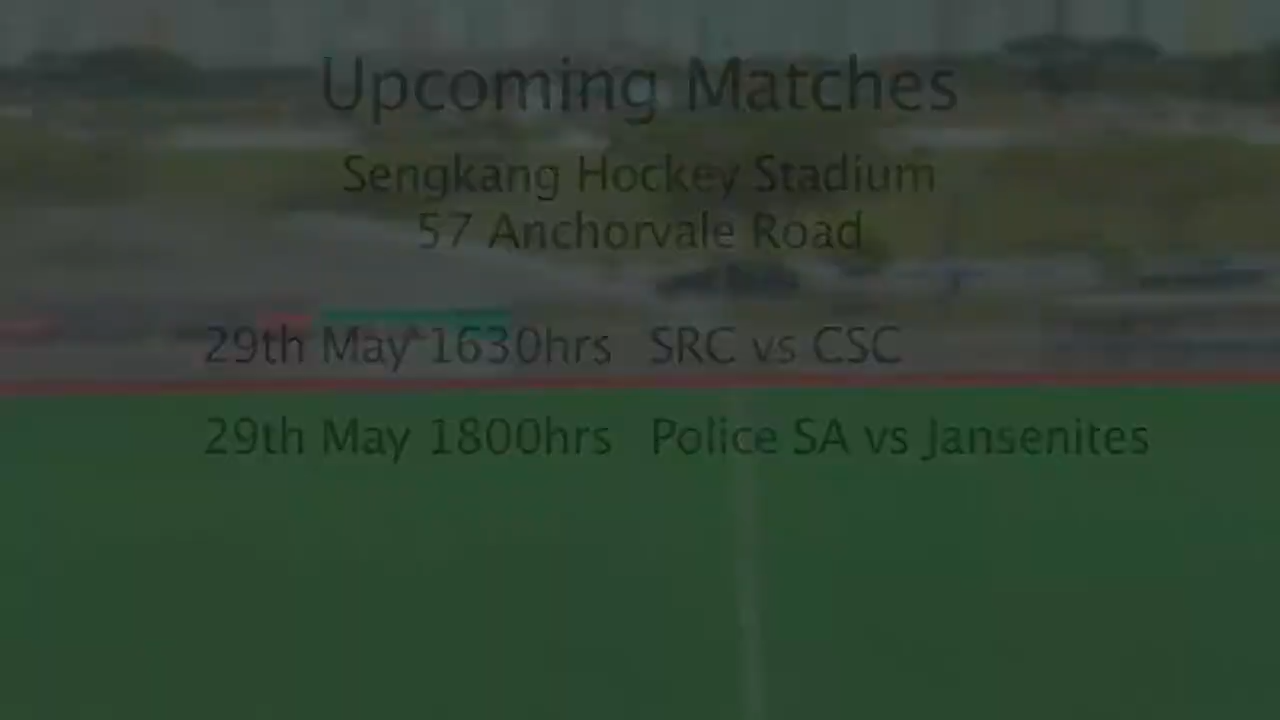 Upcoming Matches
Sengkang Hockey Stadium
57 Anchorvale Road
29th May 1630hrs SRC vs CSC
29th May 1800hrs Police SA vs Jansenites